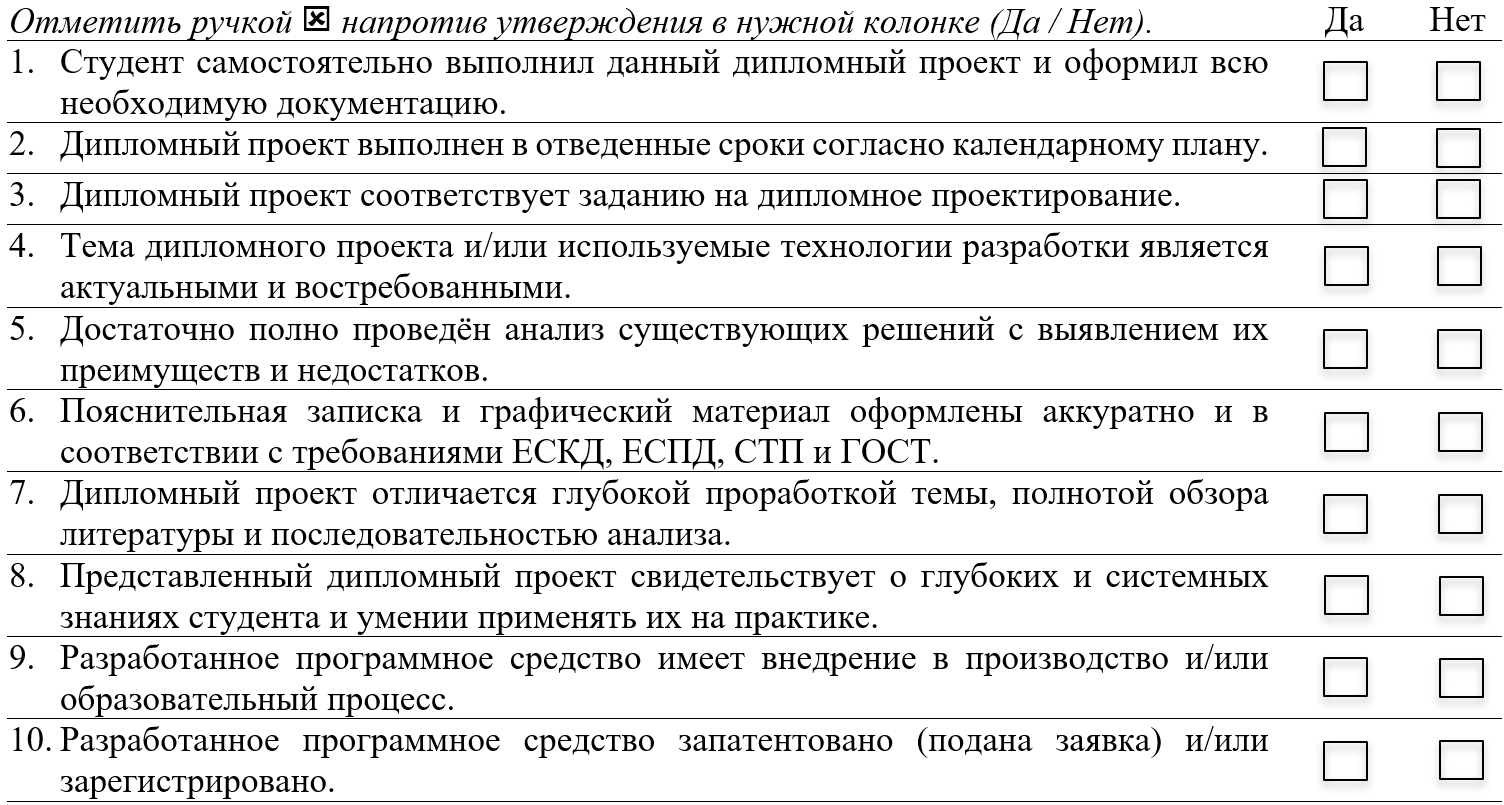 Отметить ручкой ☒ напротив утверждения в нужной колонке (Да / Нет). Да Нет
1. Студент самостоятельно выполнил данный дипломный проект и оформил всю
необходимую документацию.
2. Дипломный проект выполнен в отведенные сроки согласно календарному плану.
3. Дипломный проект соответствует заданию на дипломное проектирование.
4. Тема дипломного проекта и/или используемые технологии разработки является
актуальными и востребованными.
5. Достаточно полно проведён анализ существующих решений с выявлением их
преимуществ и недостатков.
6. Пояснительная записка и графический материал оформлены аккуратно и в
соответствии с требованиями ЕСКД, ЕСПД, СТП и ГОСТ.
7. Дипломный проект отличается глубокой проработкой темы, полнотой обзора
литературы и последовательностью анализа.
8. Представленный дипломный проект свидетельствует о глубоких и системных
знаниях студента и умении применять их на практике.
9. Разработанное программное средство имеет внедрение в производство и/или
образовательный процесс.
10. Разработанное программное средство запатентовано (подана заявка) и/или
зарегистрировано.